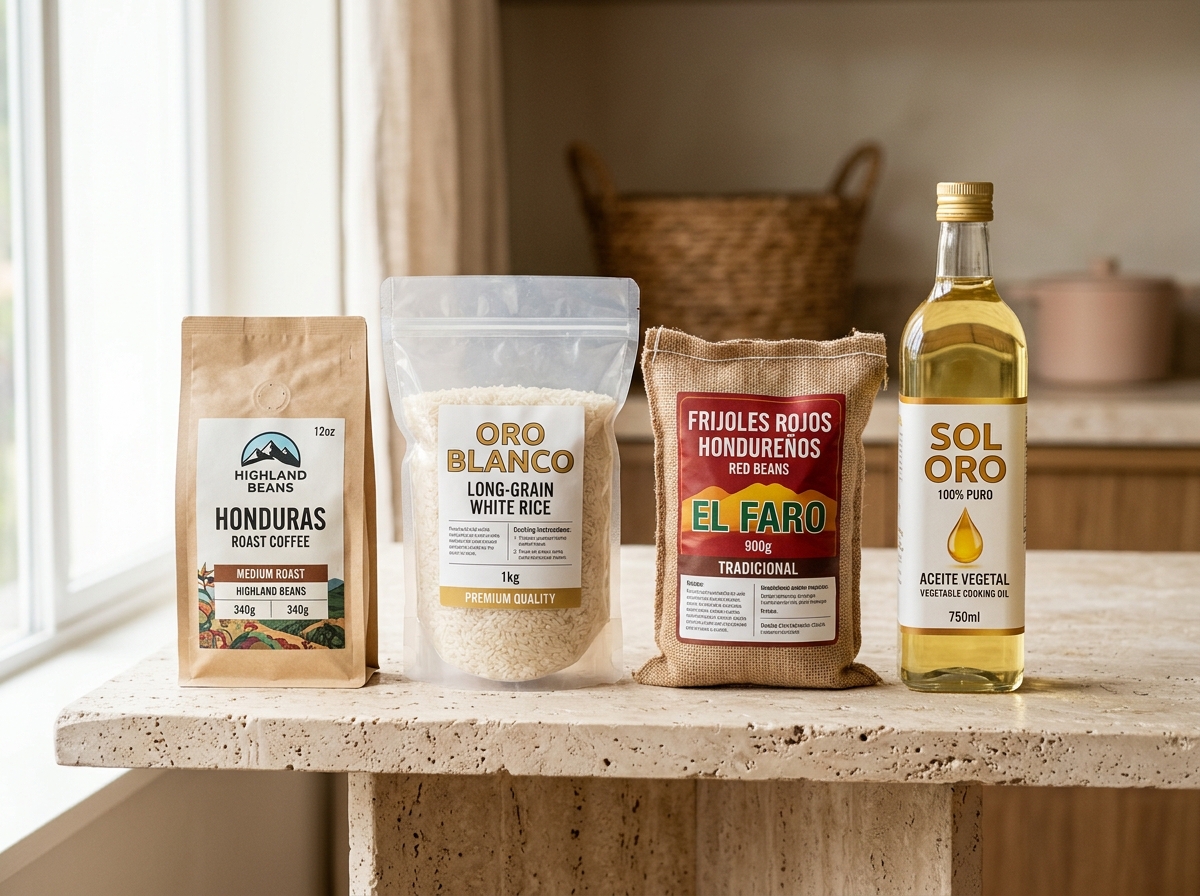 12oz
HIGHLAND
BEANS
HONDURAS
ROAST COFFEE
MEDIUM ROAST
HIGHLAND BEANS
340g 340g
ORO
BLANCO
LONG-GRAIN
WHITE RICE
1kg
PREMIUM QUALITY
FRIJOLES ROJOS
HONDUREÑOS
RED BEANS
EL FARO
900g
TRADICIONAL
SOL
ORO
100% PURO
ACEITE VEGETAL
VEGETABLE COOKING OIL
750ml